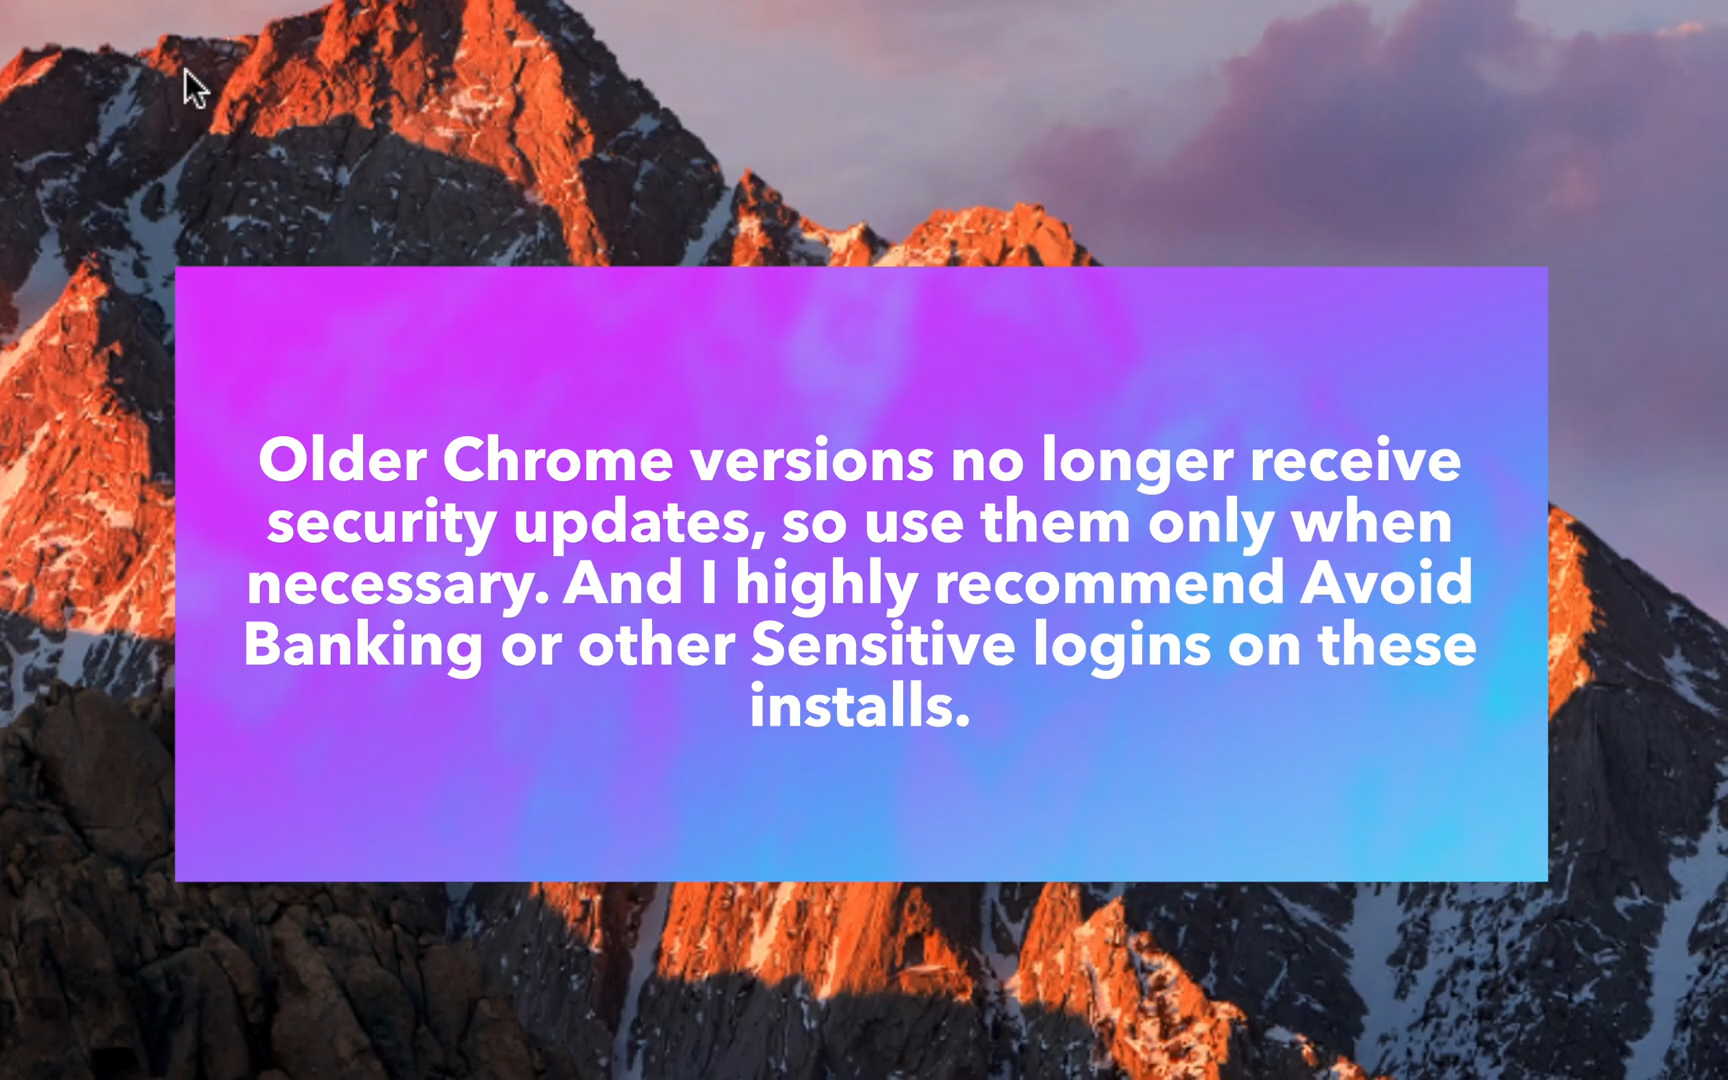 Older Chrome versions no longer receive
security updates, so use them only when
necessary. And I highly recommend Avoid
Banking or other Sensitive logins on these
installs.